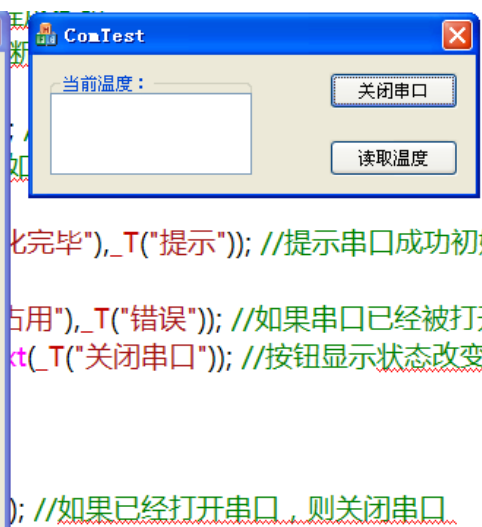 ComTest
当前温度：
关闭串口
读取温度
断
; /
如
化完毕"),_T("提示")); //提示串口成功初
占用"),_T("错误")); //如果串口已经被打
xt(_T("关闭串口")); //按钮显示状态改变
); //如果已经打开串口，则关闭串口